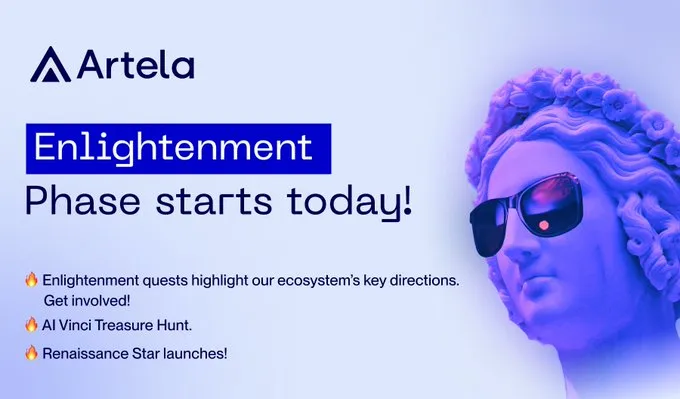 Artela
Enlightenment
Phase starts today!
🔥 Enlightenment quests highlight our ecosystem's key directions.
Get involved!
🔥 AI Vinci Treasure Hunt.
🔥 Renaissance Star launches!